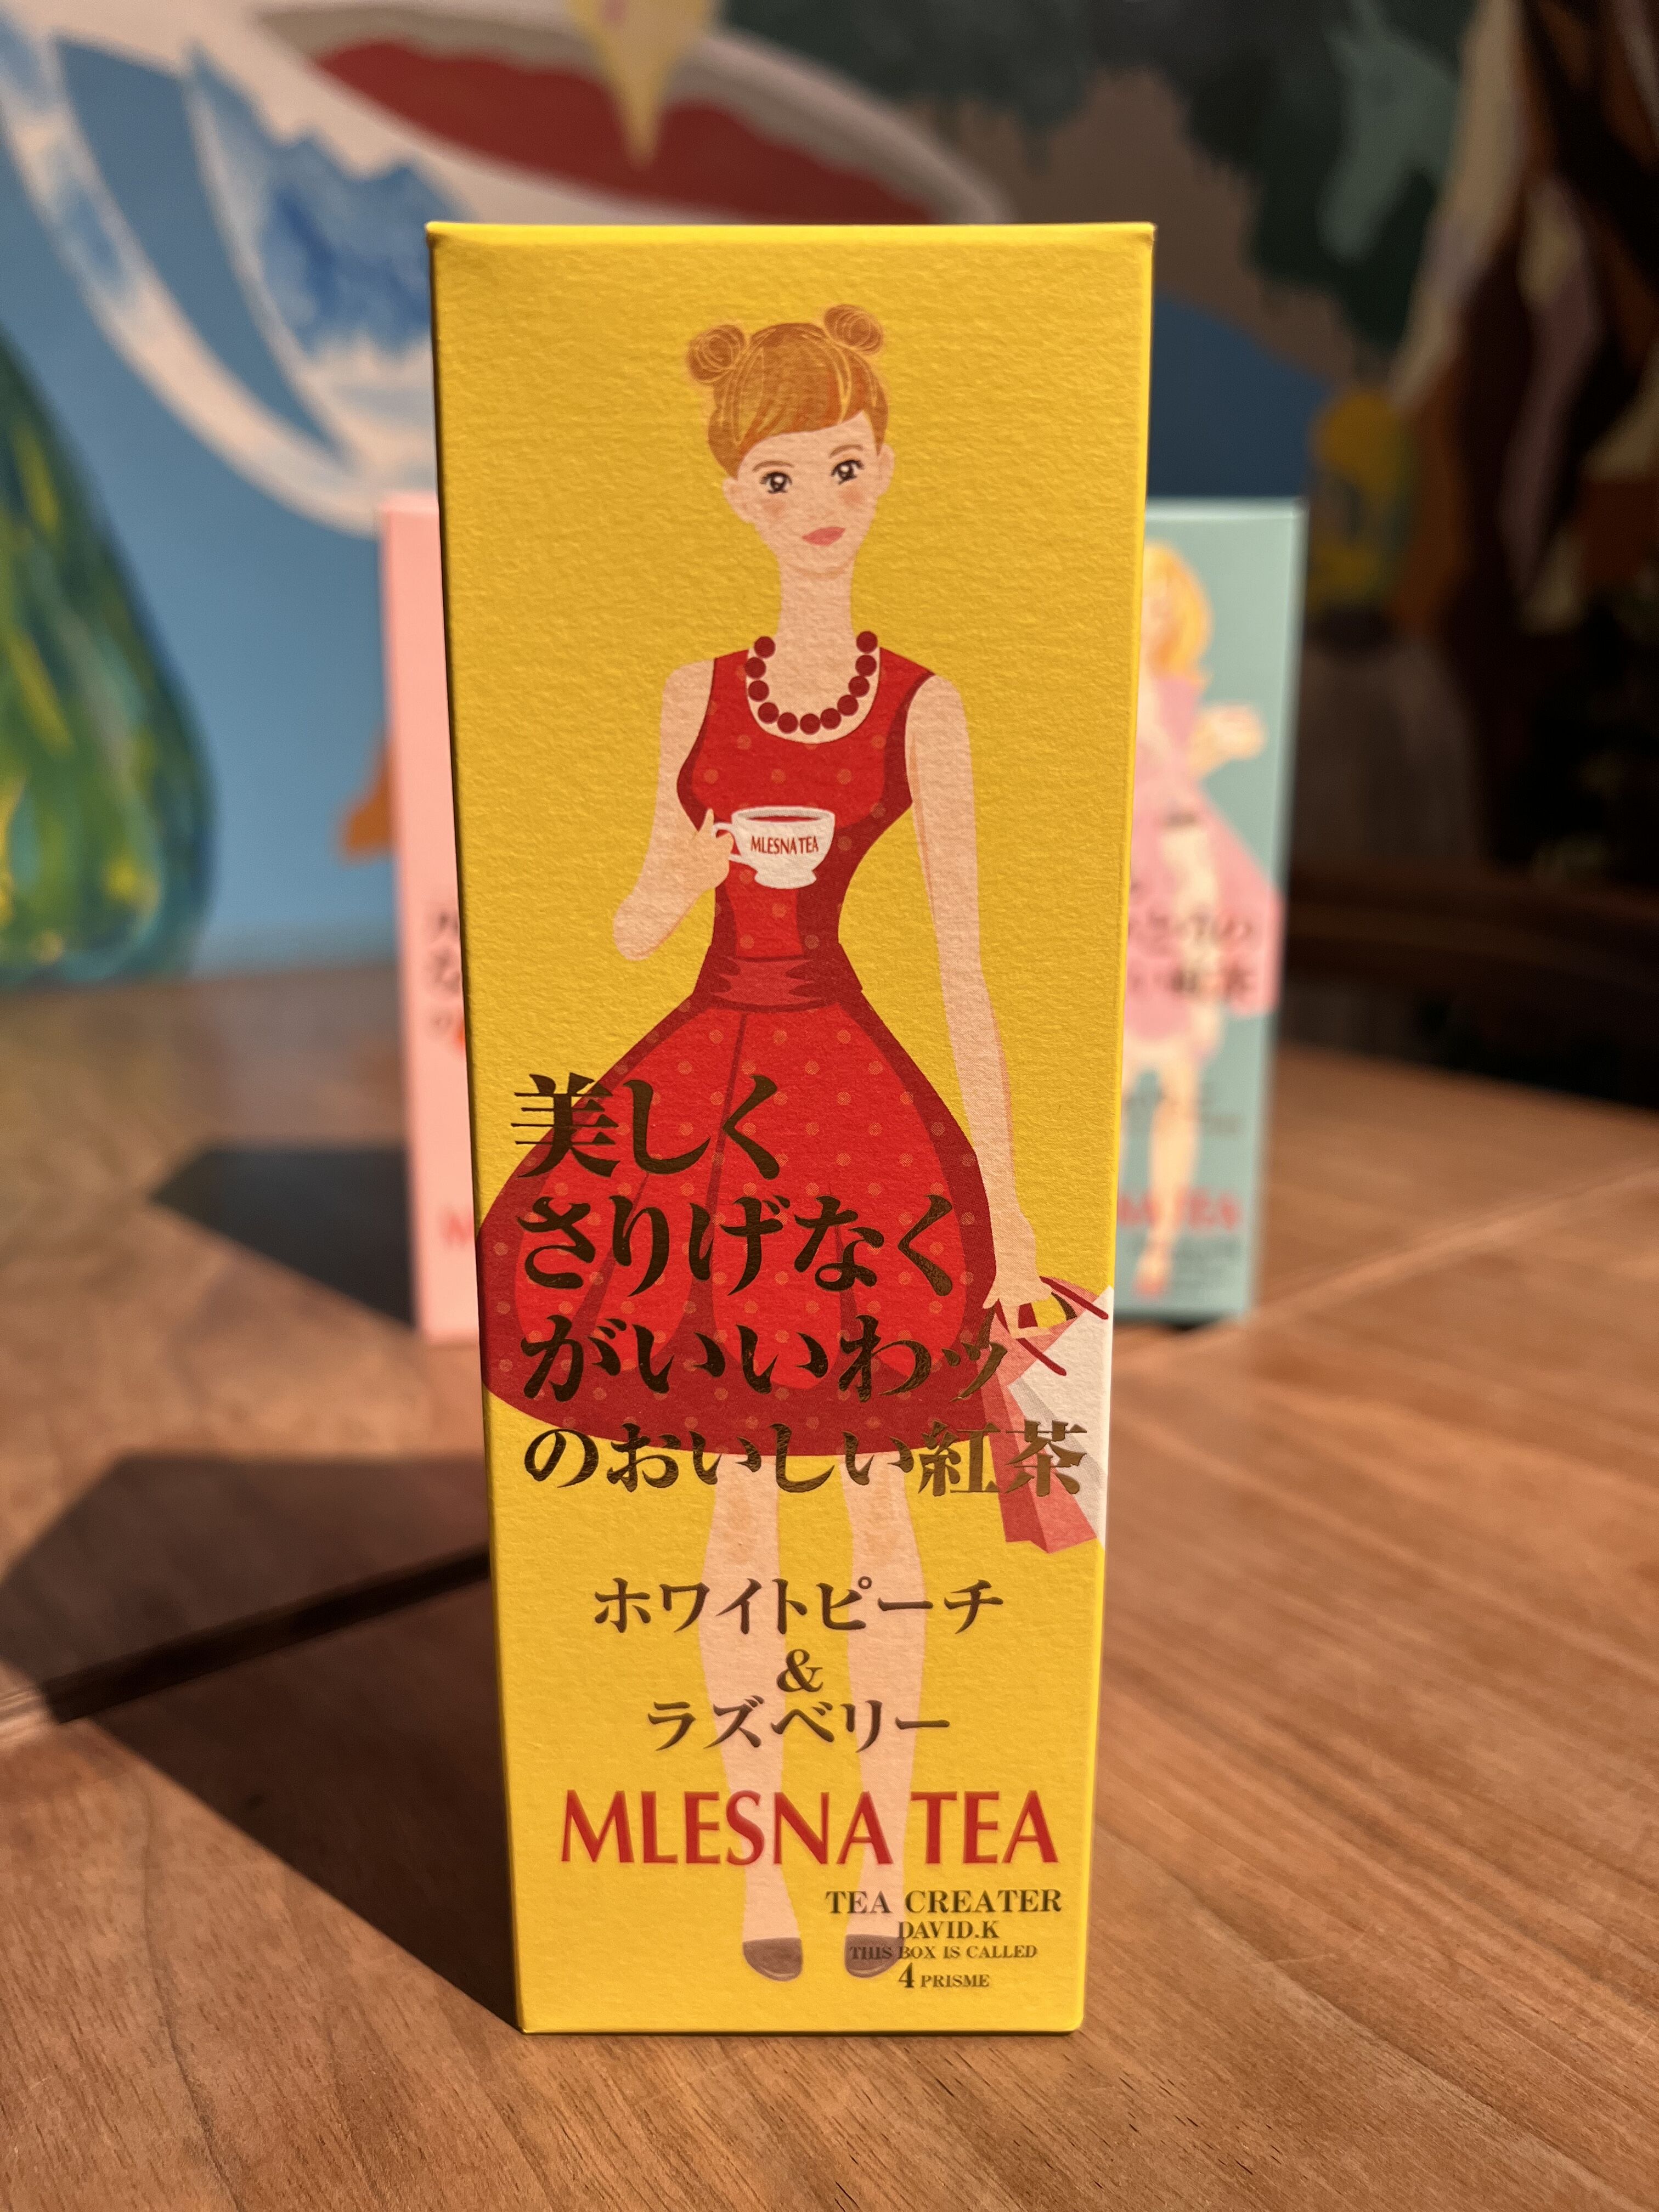 MLESNA TEA
美しく
さりげなく
がいいわッ
のおいしい紅茶
ホワイトピーチ
&
ラズベリー
MLESNA TEA
TEA CREATER
DAVID.K
THIS BOX IS CALLED
4 PRISME